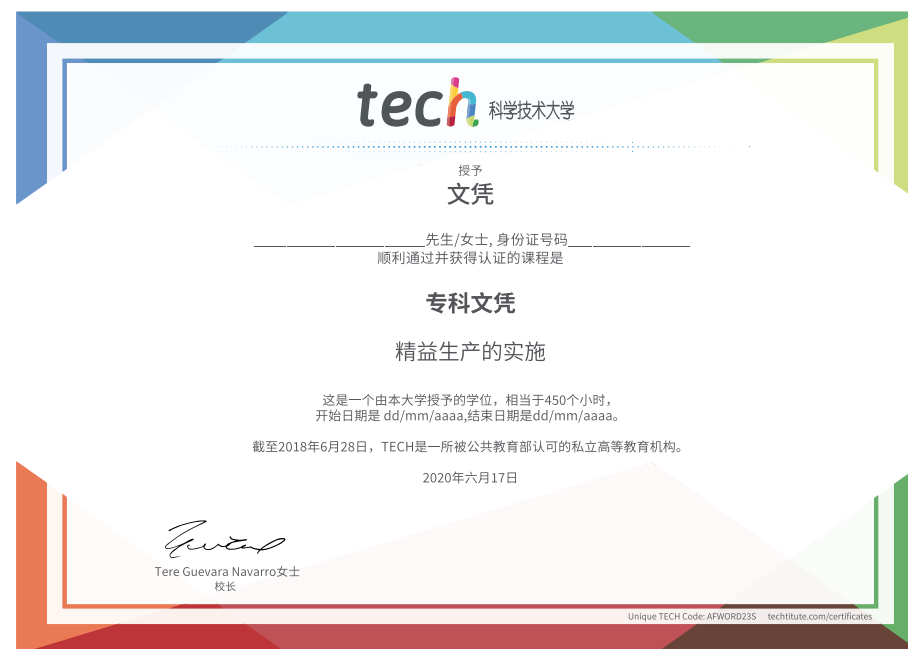 tech 科学技术大学
授予
文凭
____________________先生/女士, 身份证号码______________
顺利通过并获得认证的课程是
专科文凭
精益生产的实施
这是一个由本大学授予的学位，相当于450个小时，
开始日期是 dd/mm/aaaa,结束日期是dd/mm/aaaa。
截至2018年6月28日，TECH是一所被公共教育部认可的私立高等教育机构。
2020年六月17日
Tere Guevara Navarro女士
校长
Unique TECH Code: AFWORD23S techtitute.com/certificates